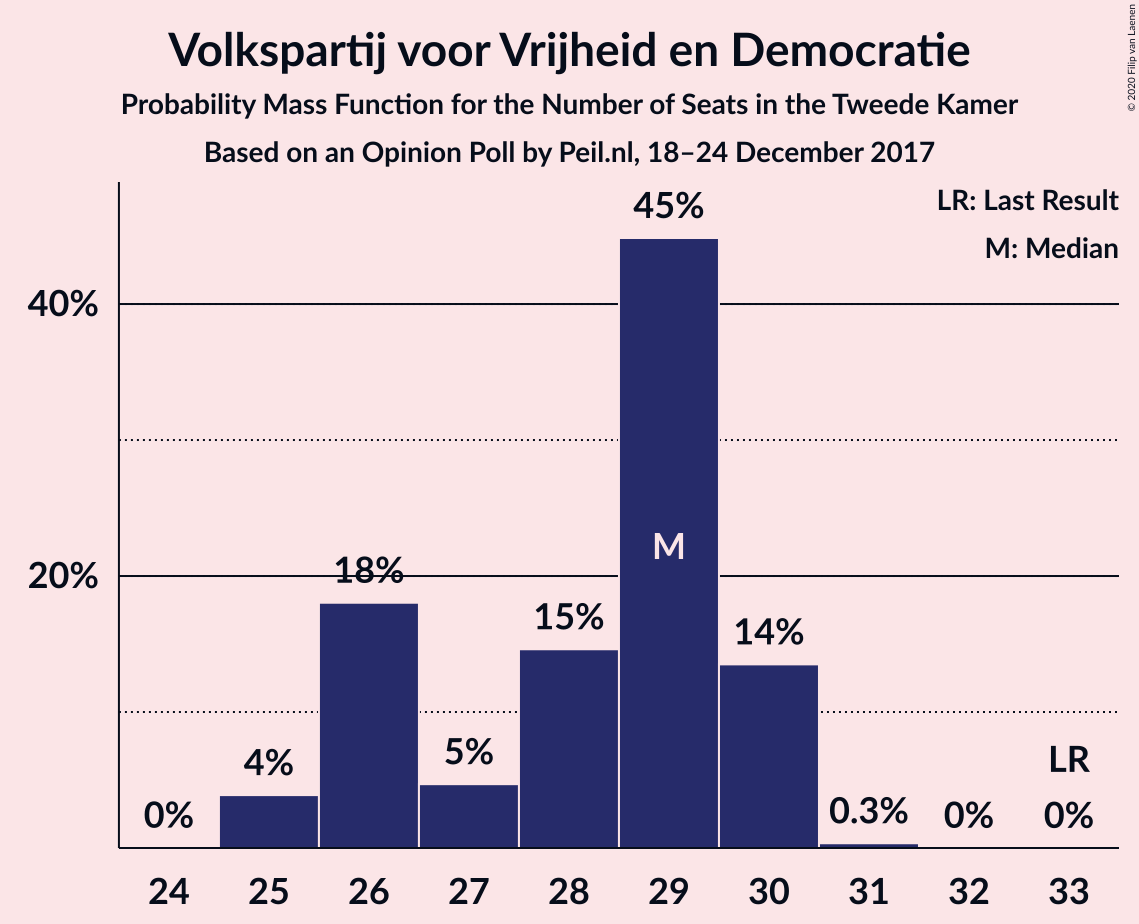 Volkspartij voor Vrijheid en Democratie
Probability Mass Function for the Number of Seats in the Tweede Kamer
Based on an Opinion Poll by Peil.nl, 18–24 December 2017
© 2020 Filip van Laenen
LR: Last Result
M: Median
45%
40%
M
20%
18%
15%
14%
5%
4%
LR
0%
0.3%
0%
0%
24 25 26 27 28 29 30 31 32 33